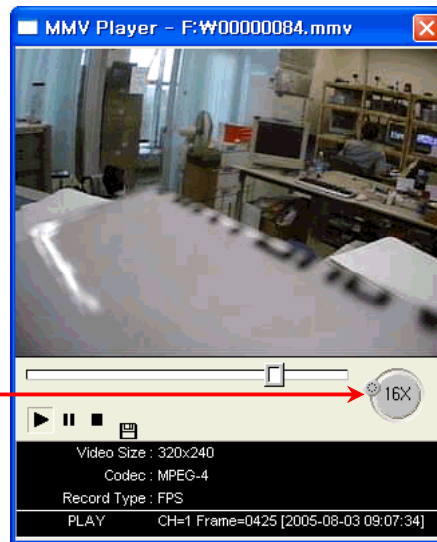 MMV Player - F:₩00000084.mmv
16X
Video Size : 320x240
Codec : MPEG-4
Record Type : FPS
PLAY CH=1 Frame=0425 [2005-08-03 09:07:34]